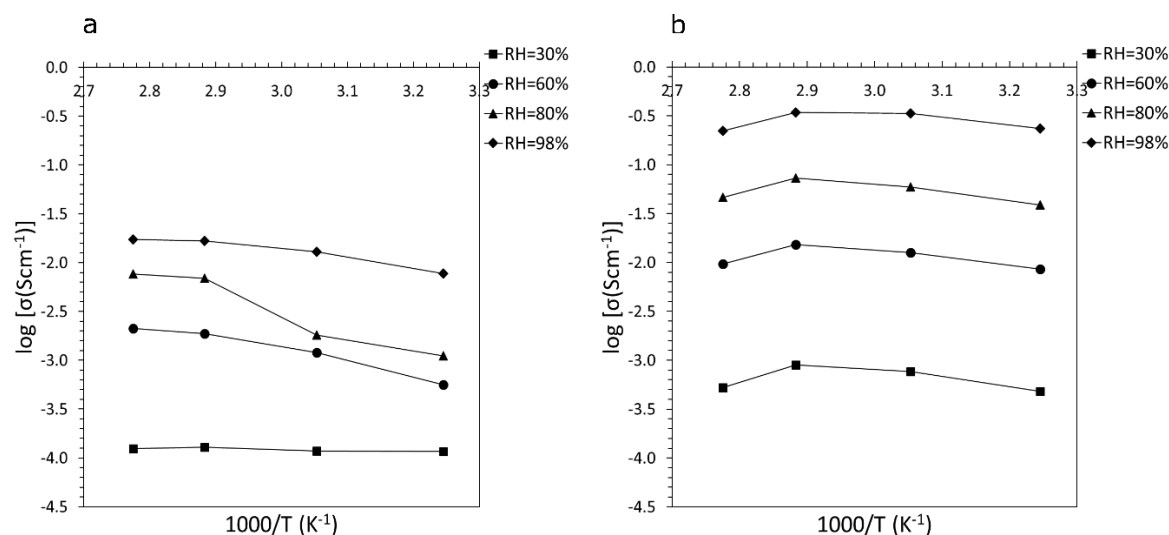 a
RH=30%
RH=60%
RH=80%
RH=98%
0.0
2.7 2.8 2.9 3.0 3.1 3.2 3.3
-0.5
-1.0
-1.5
-2.0
-2.5
-3.0
-3.5
-4.0
-4.5
log [σ(Scm⁻¹)]
1000/T (K⁻¹)
b
RH=30%
RH=60%
RH=80%
RH=98%
0.0
2.7 2.8 2.9 3.0 3.1 3.2 3.3
-0.5
-1.0
-1.5
-2.0
-2.5
-3.0
-3.5
-4.0
-4.5
log [σ(Scm⁻¹)]
1000/T (K⁻¹)